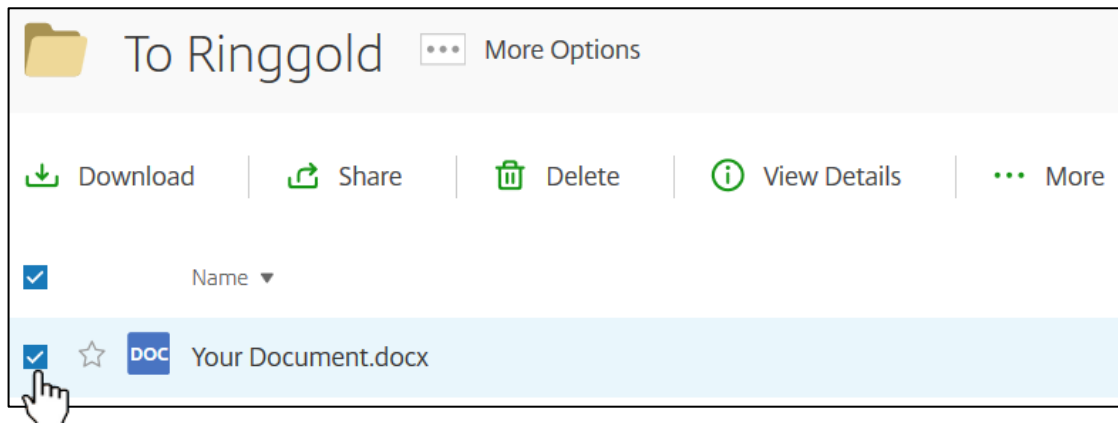 To Ringgold ••• More Options
Download Share Delete View Details ••• More
Name ▼
DOC Your Document.docx